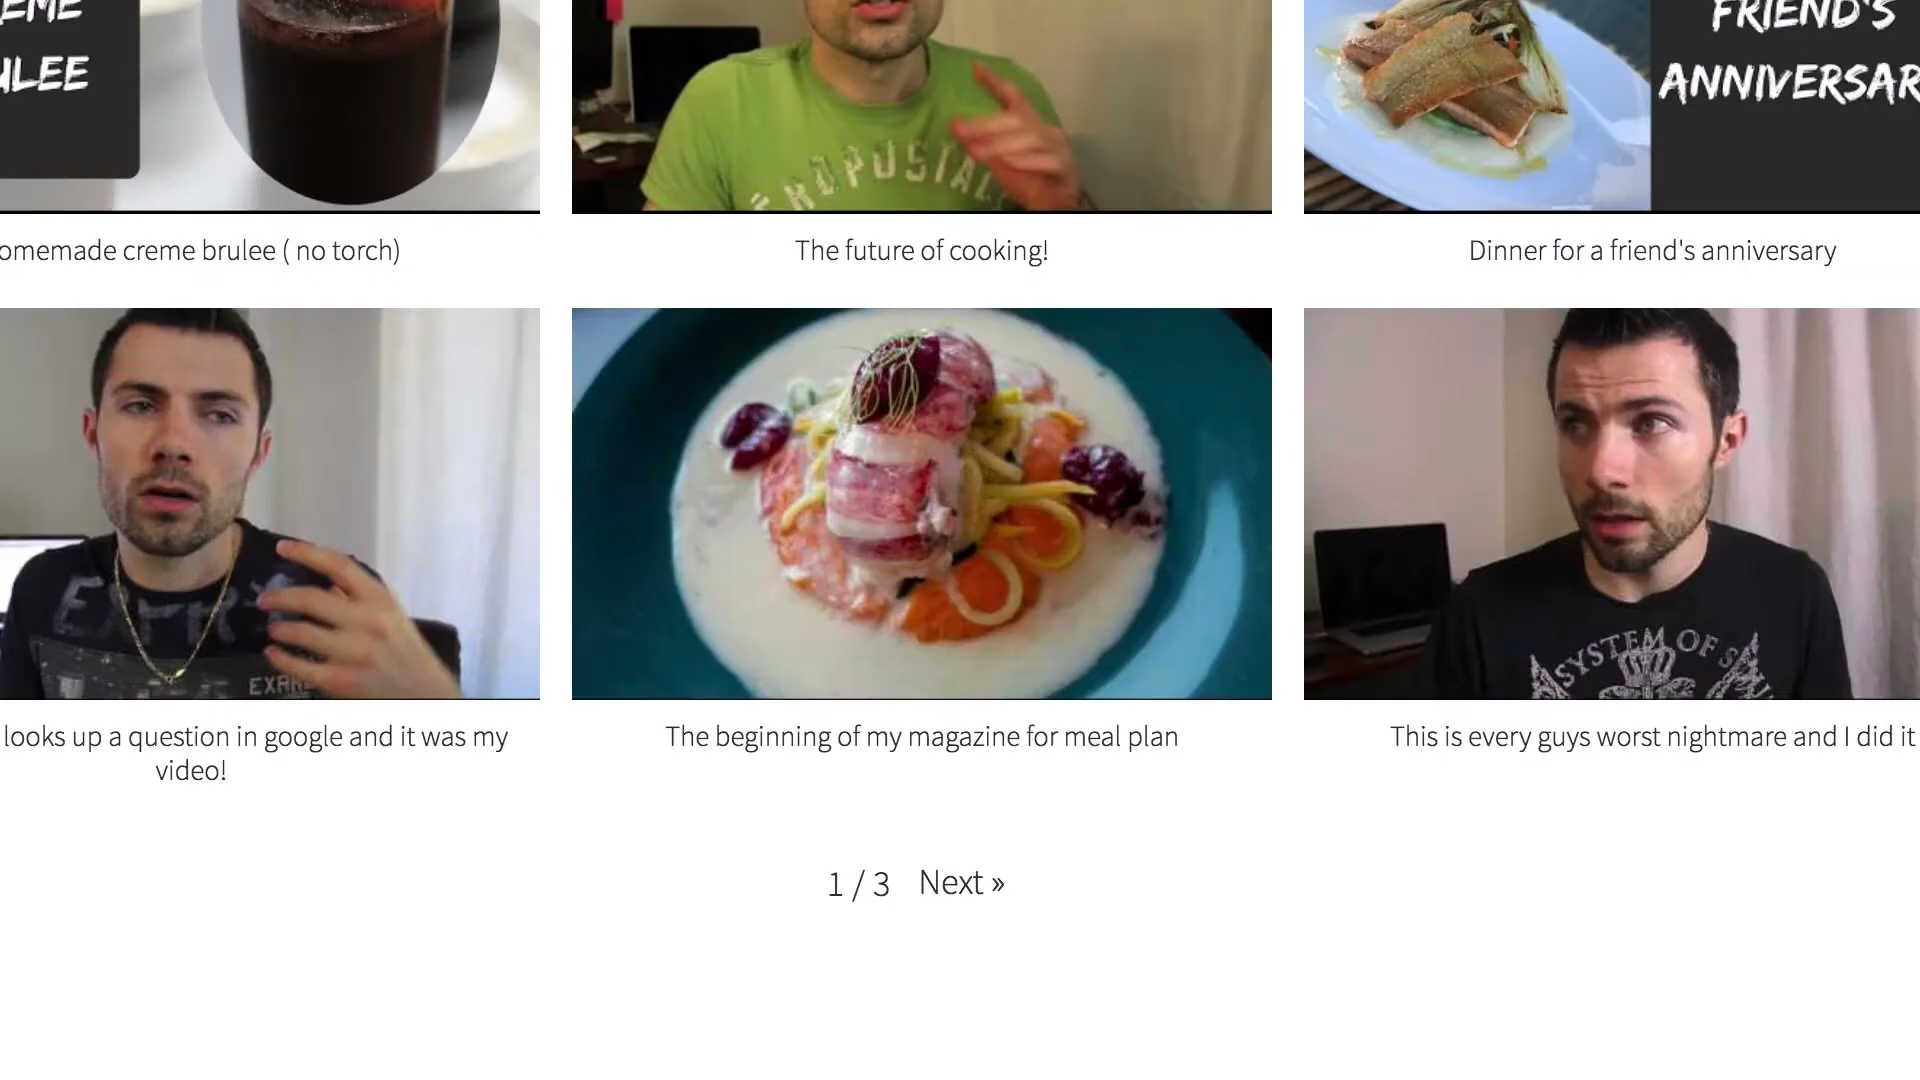 ULEE
FRIEND'S
ANNIVERSAR
omemade creme brulee ( no torch)
The future of cooking!
Dinner for a friend's anniversary
SYSTEM OF
looks up a question in google and it was my
video!
The beginning of my magazine for meal plan
This is every guys worst nightmare and I did it
1 / 3 Next »